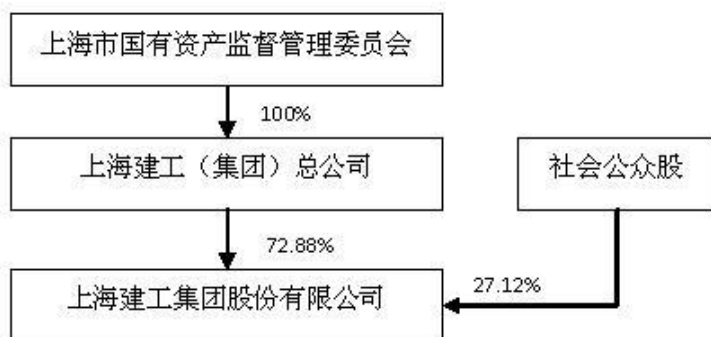 上海市国有资产监督管理委员会
100%
上海建工（集团）总公司
社会公众股
72.88%
27.12%
上海建工集团股份有限公司